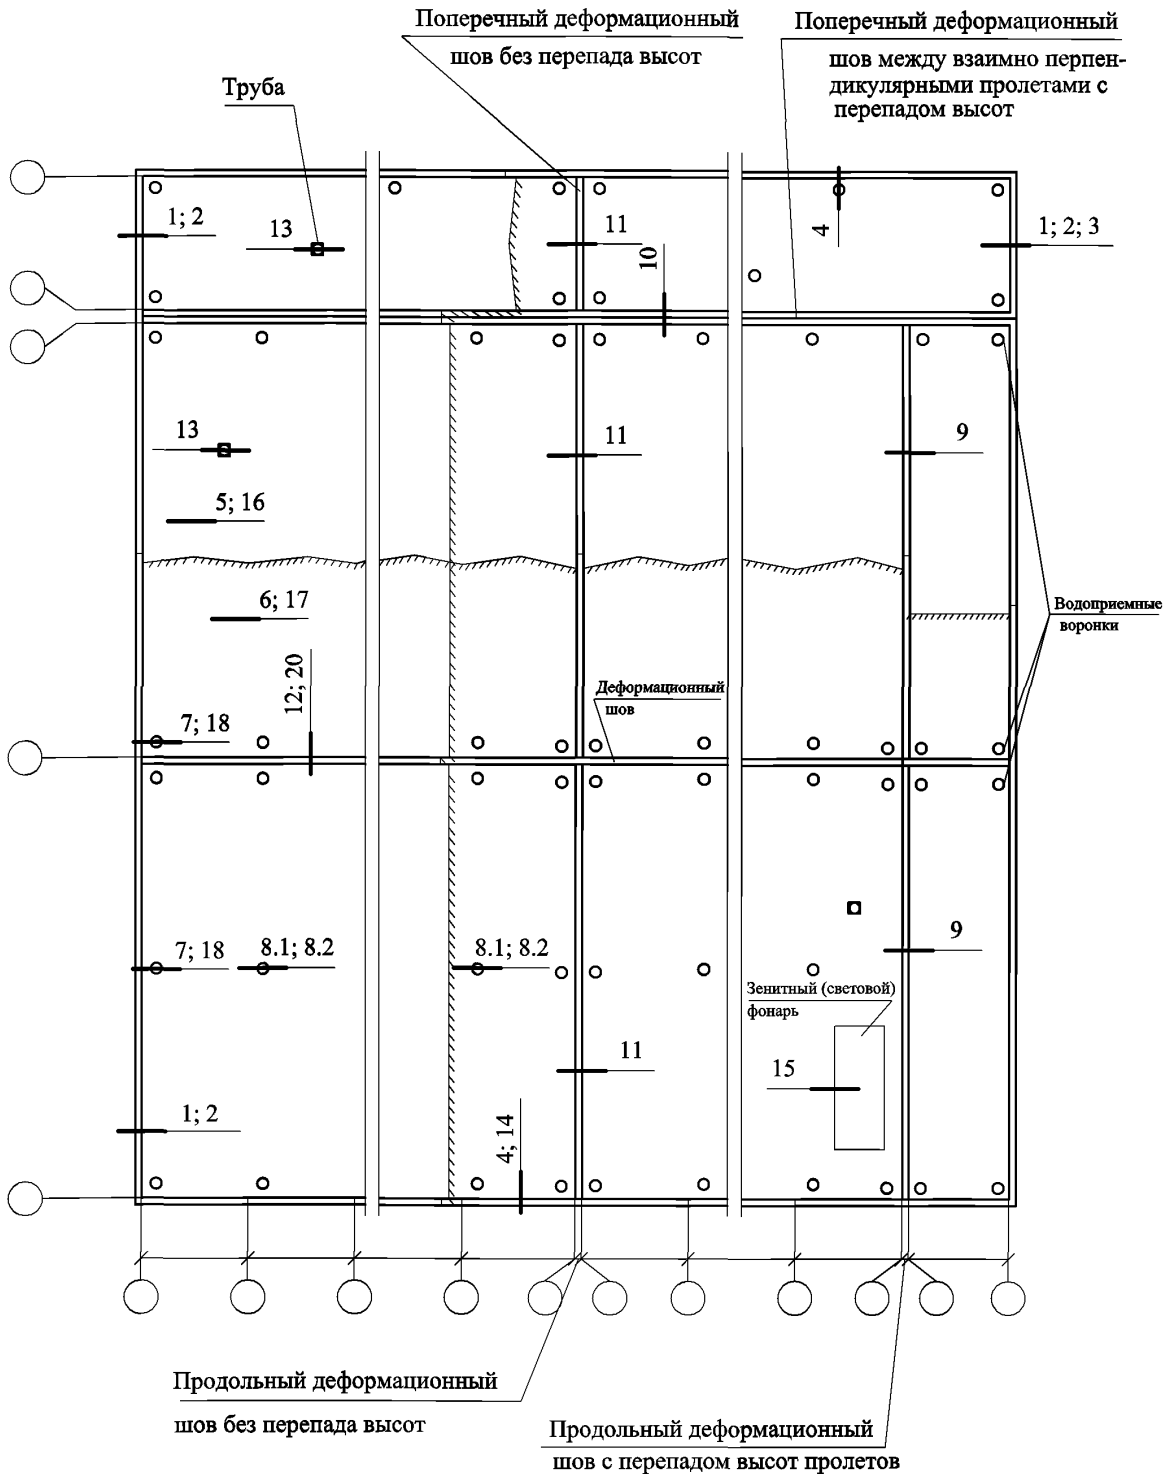 Поперечный деформационный
шов без перепада высот
Поперечный деформационный
шов между взаимно перпен-
дикулярными пролетами с
перепадом высот
Труба
1; 2
13
11
10
4
1; 2; 3
13
11
9
5; 16
6; 17
Водоприемные
воронки
12; 20
Деформационный
шов
7; 18
7; 18
8.1; 8.2
8.1; 8.2
9
Зенитный (световой)
фонарь
11
15
1; 2
4; 14
Продольный деформационный
шов без перепада высот
Продольный деформационный
шов с перепадом высот пролетов